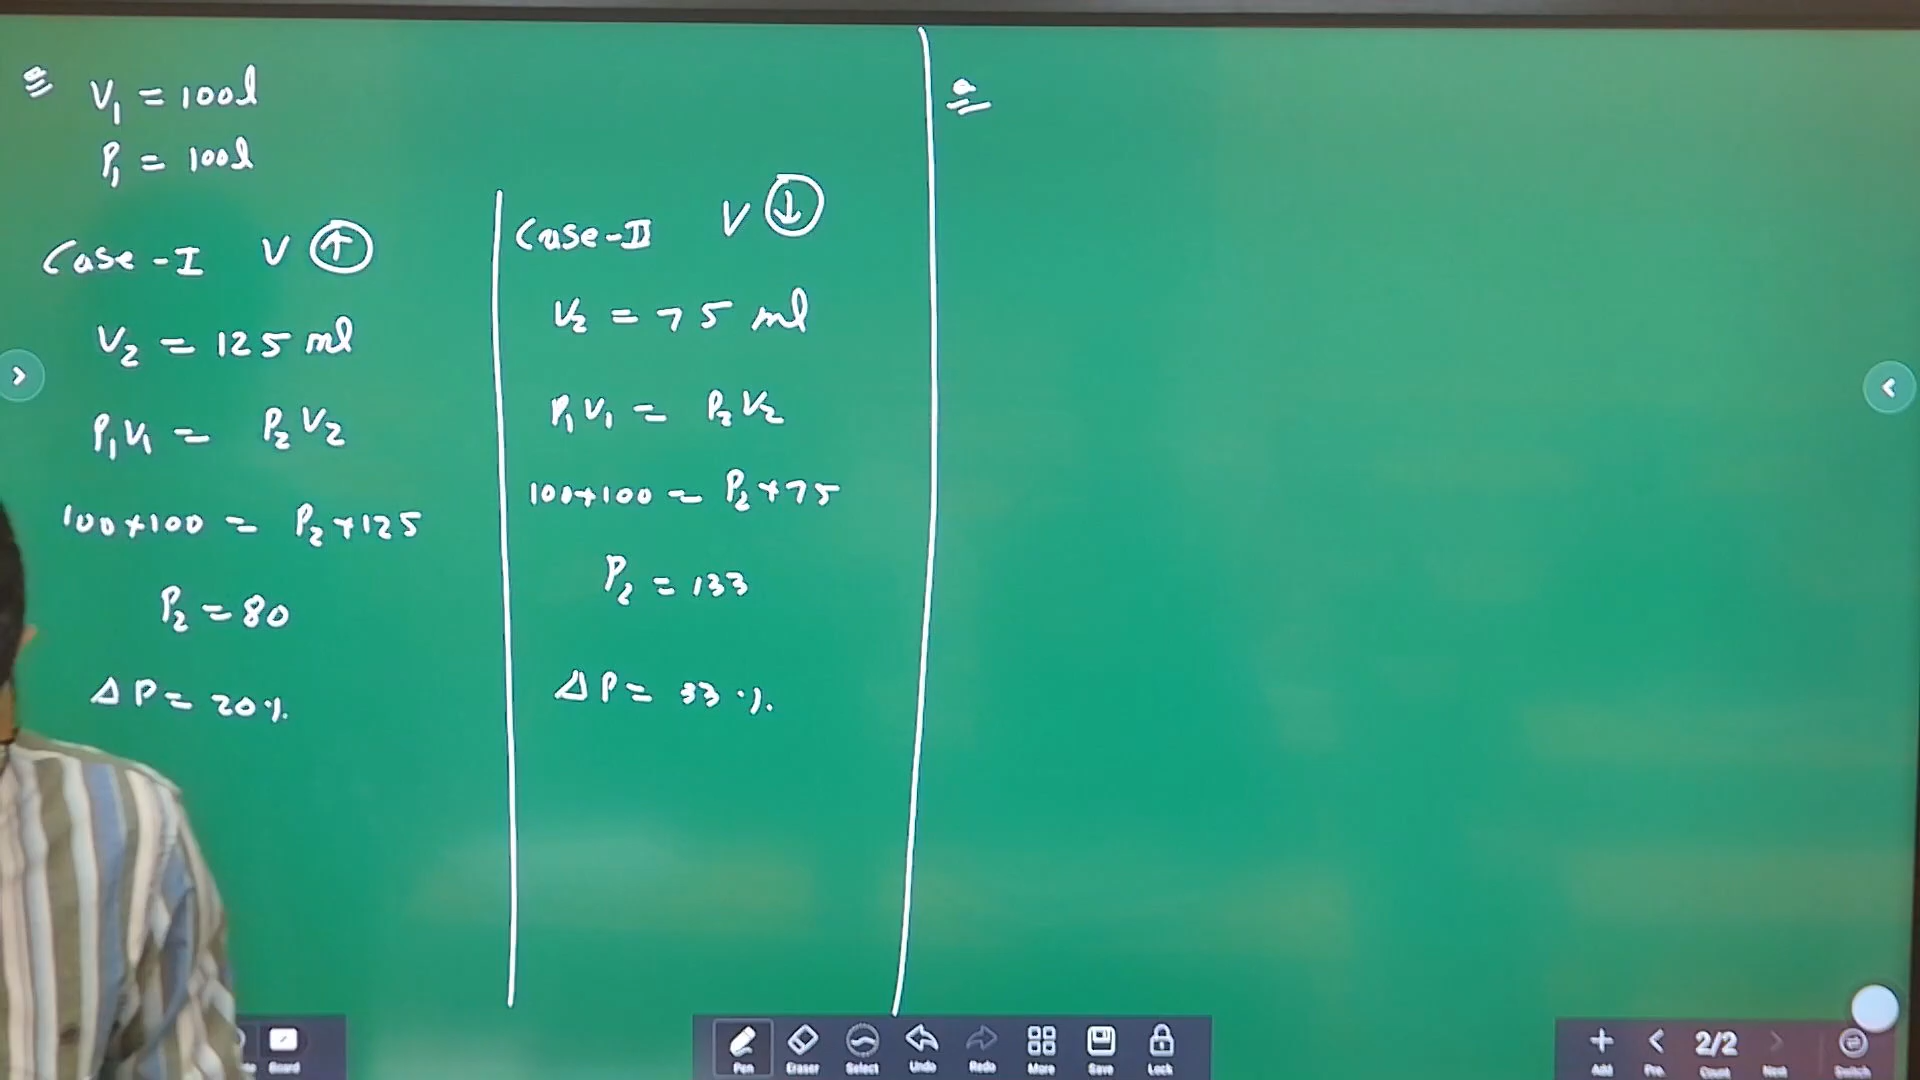 V₁ = 100l
P₁ = 100l
Case - I V ↑
V₂ = 125 ml
P₁V₁ = P₂V₂
100×100 = P₂×125
P₂ = 80
ΔP = 20%
Case - II V ↓
V₂ = 75 ml
P₁V₁ = P₂V₂
100×100 = P₂×75
P₂ = 133
ΔP = 33%
Board
Pen Eraser Select Undo Redo More Save Lock
2/2
Add Pre. Count Next Switch